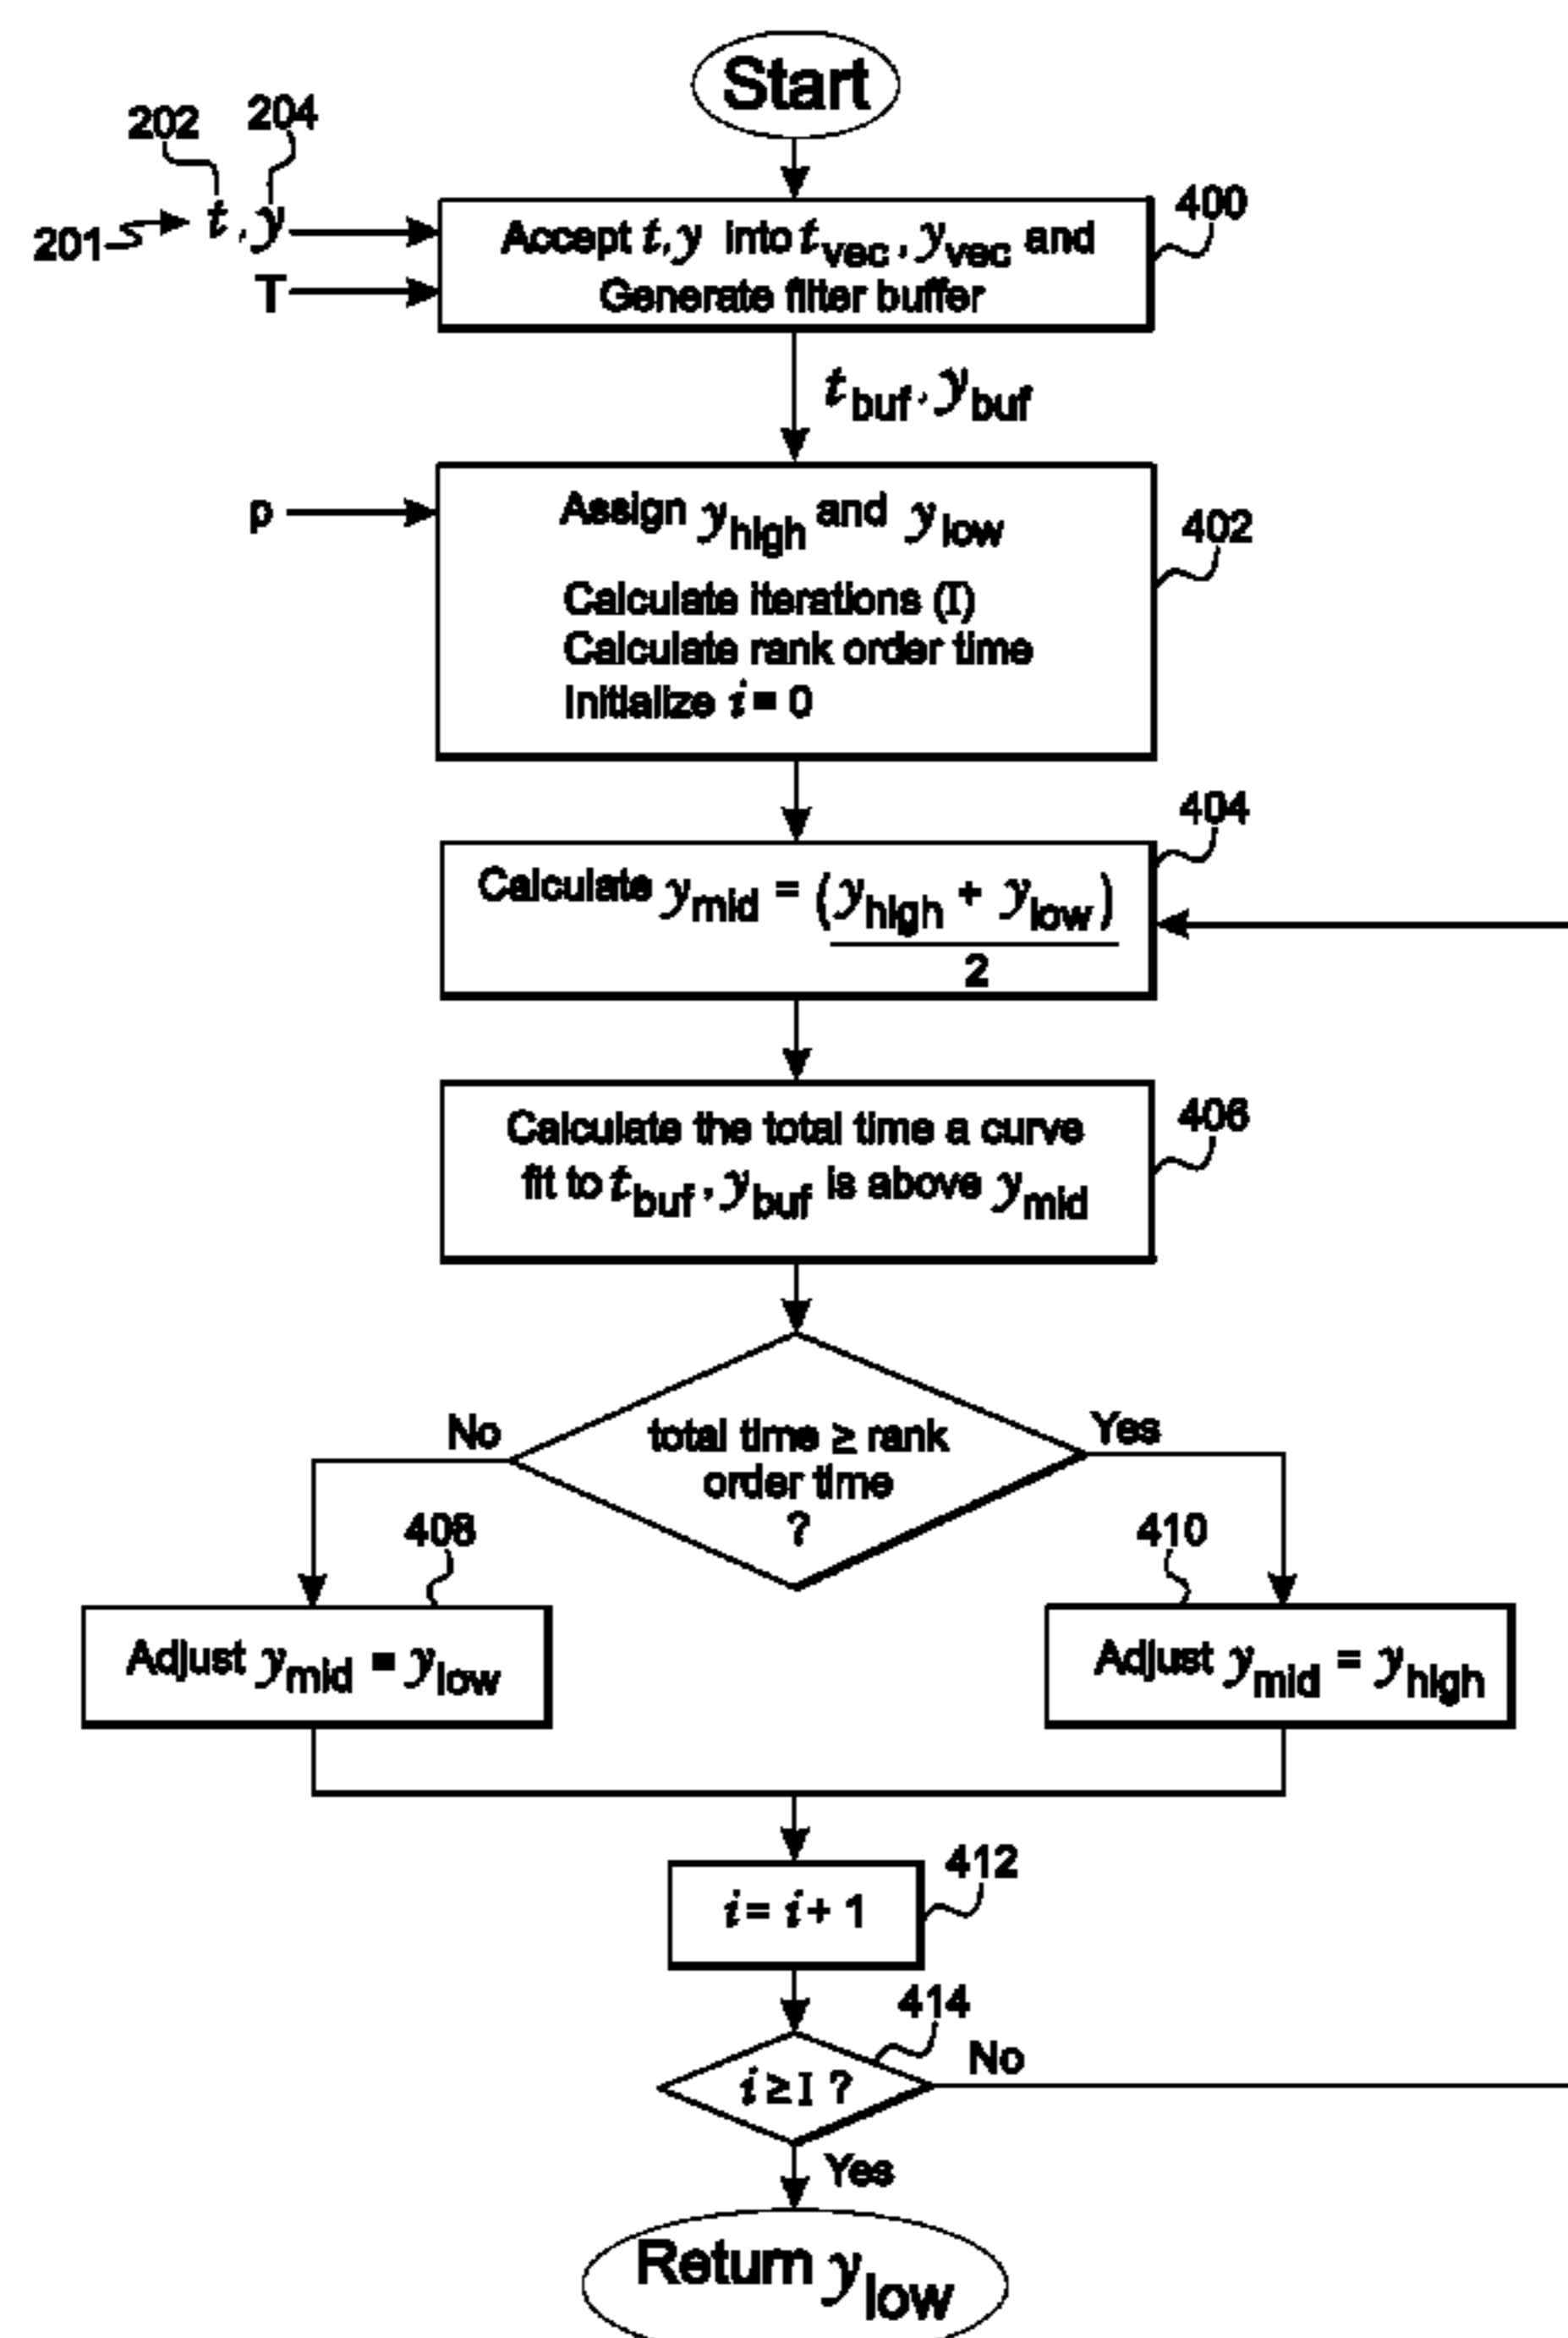 Start
202
204
201
t, y
400
Accept t, y into tvec, yvec and
Generate filter buffer
T
tbuf, ybuf
p
Assign yhigh and ylow
402
Calculate iterations (I)
Calculate rank order time
Initialize i = 0
404
Calculate ymid = (yhigh + ylow)
2
406
Calculate the total time a curve
fit to tbuf, ybuf is above ymid
No
Yes
total time ≥ rank
order time
?
408
410
Adjust ymid = ylow
Adjust ymid = yhigh
412
i = i + 1
414
No
i ≥ I ?
Yes
Return ylow